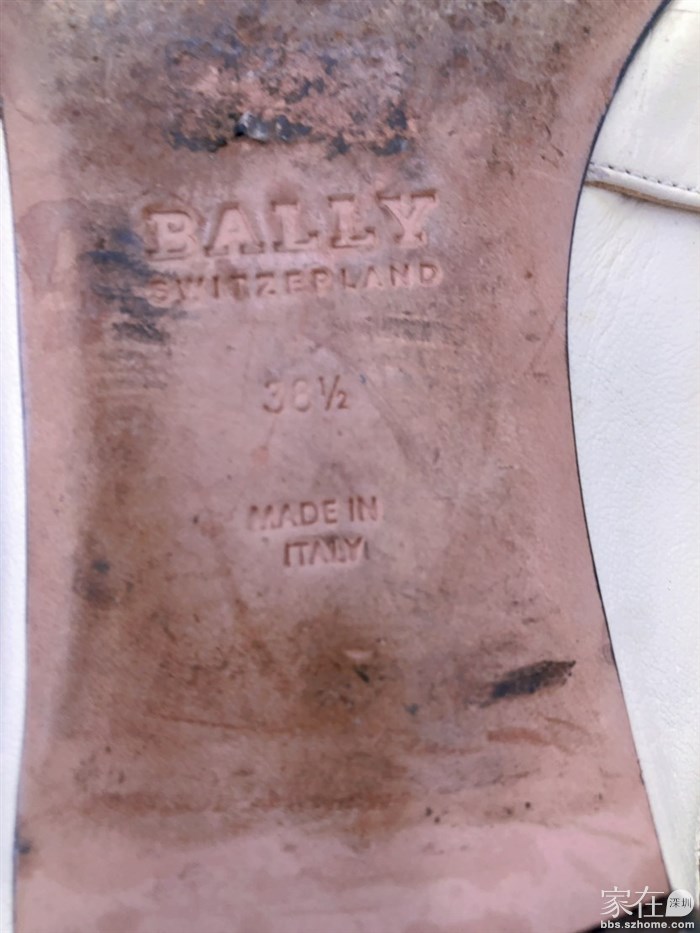 BALLY
SWITZERLAND
38½
MADE IN
ITALY
家在
深圳
bbs.szhome.com